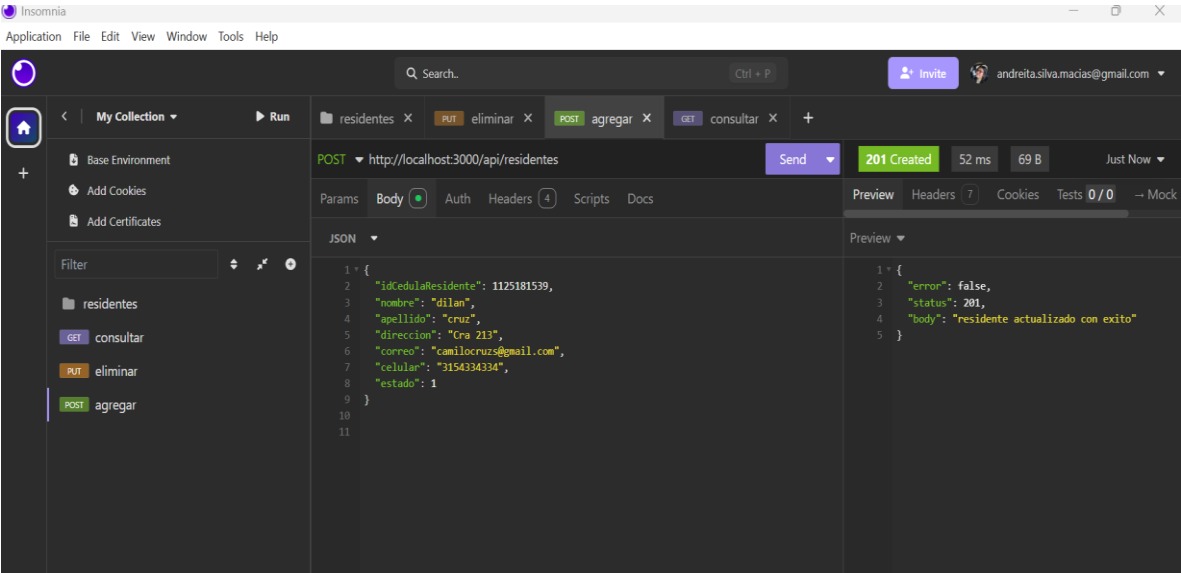 Insomnia
Application File Edit View Window Tools Help
Search.. Ctrl + P
Invite andreita.silva.macias@gmail.com
My Collection Run
residentes PUT eliminar POST agregar GET consultar
Base Environment
Add Cookies
Add Certificates
Filter
residentes
GET consultar
PUT eliminar
POST agregar
POST http://localhost:3000/api/residentes Send
Params Body Auth Headers 4 Scripts Docs
JSON
1 {
2 "idCedulaResidente": 1125181539,
3 "nombre": "dilan",
4 "apellido": "cruz",
5 "direccion": "Cra 213",
6 "correo": "camilocruzs@gmail.com",
7 "celular": "3154334334",
8 "estado": 1
9 }
10
11
201 Created 52 ms 69 B Just Now
Preview Headers 7 Cookies Tests 0 / 0 → Mock
Preview
1 {
2 "error": false,
3 "status": 201,
4 "body": "residente actualizado con exito"
5 }